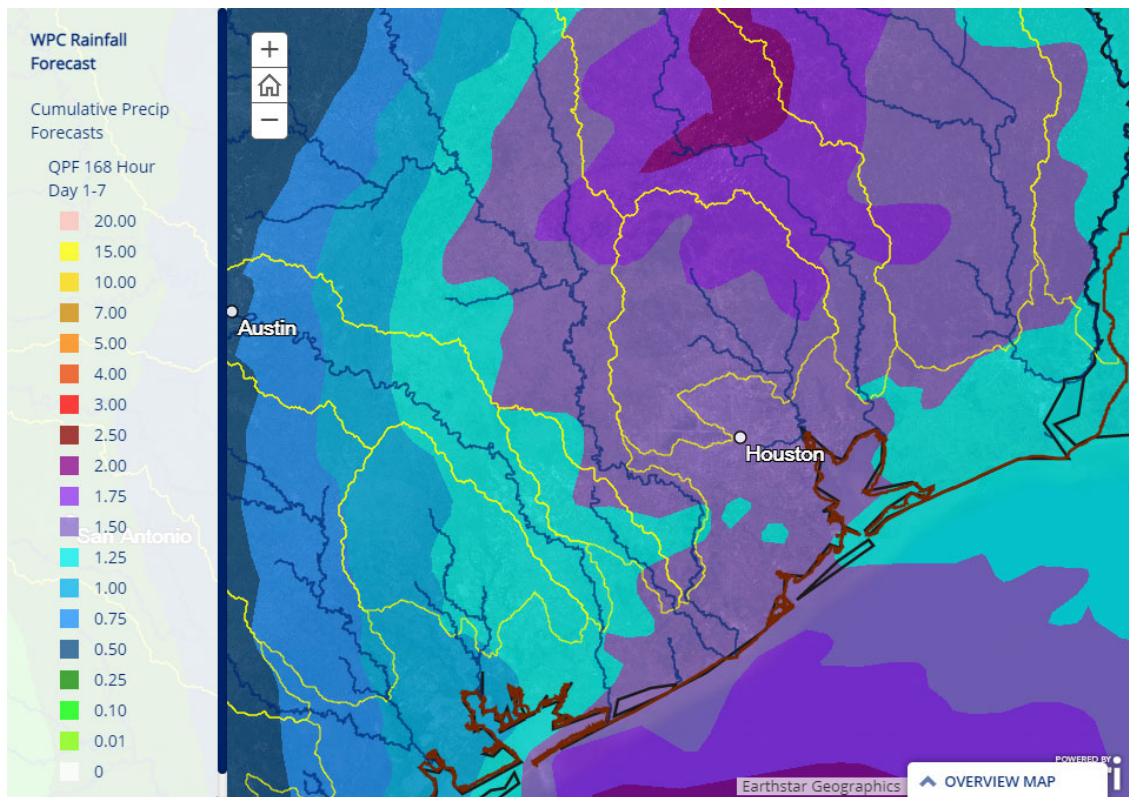 WPC Rainfall
Forecast
Cumulative Precip
Forecasts
QPF 168 Hour
Day 1-7
20.00
15.00
10.00
7.00
5.00
4.00
3.00
2.50
2.00
1.75
1.50
1.25
1.00
0.75
0.50
0.25
0.10
0.01
0
San Antonio
+
−
Austin
Houston
Earthstar Geographics
POWERED BY
OVERVIEW MAP